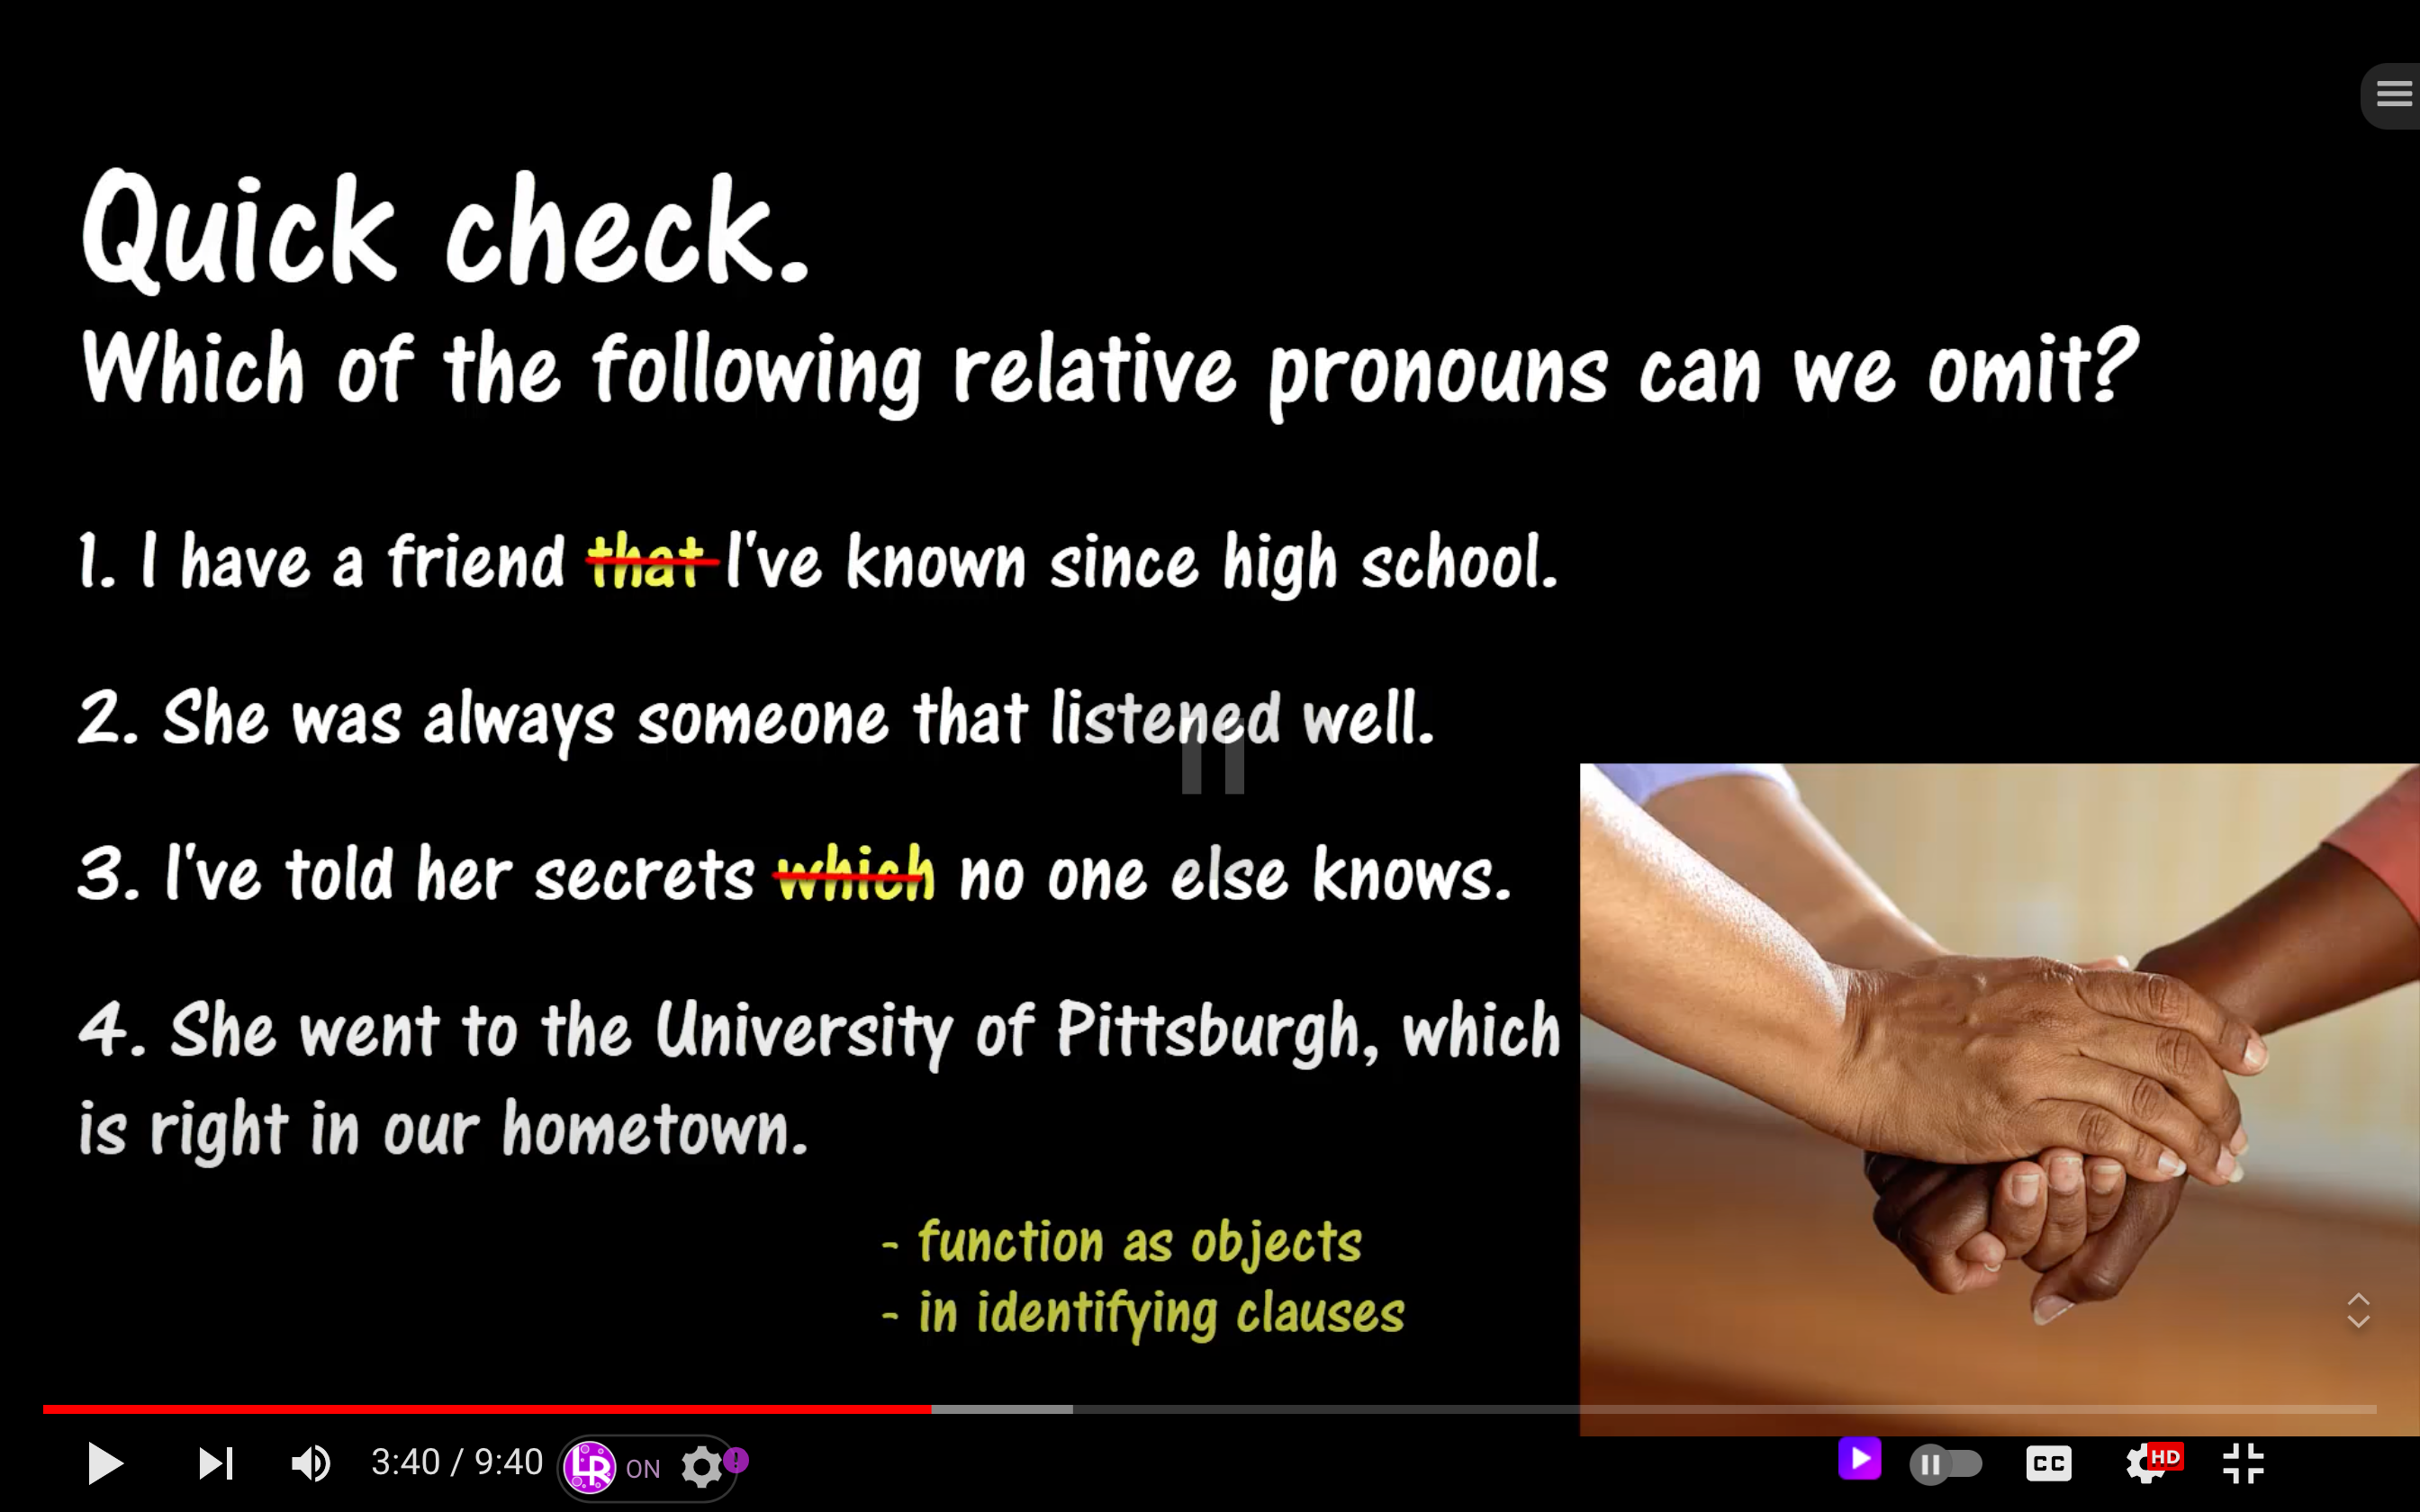 Quick check.
Which of the following relative pronouns can we omit?
1. I have a friend that I've known since high school.
2. She was always someone that listened well.
3. I've told her secrets which no one else knows.
4. She went to the University of Pittsburgh, which
is right in our hometown.
- function as objects
- in identifying clauses
3:40 / 9:40
LR
ON
!
CC
HD